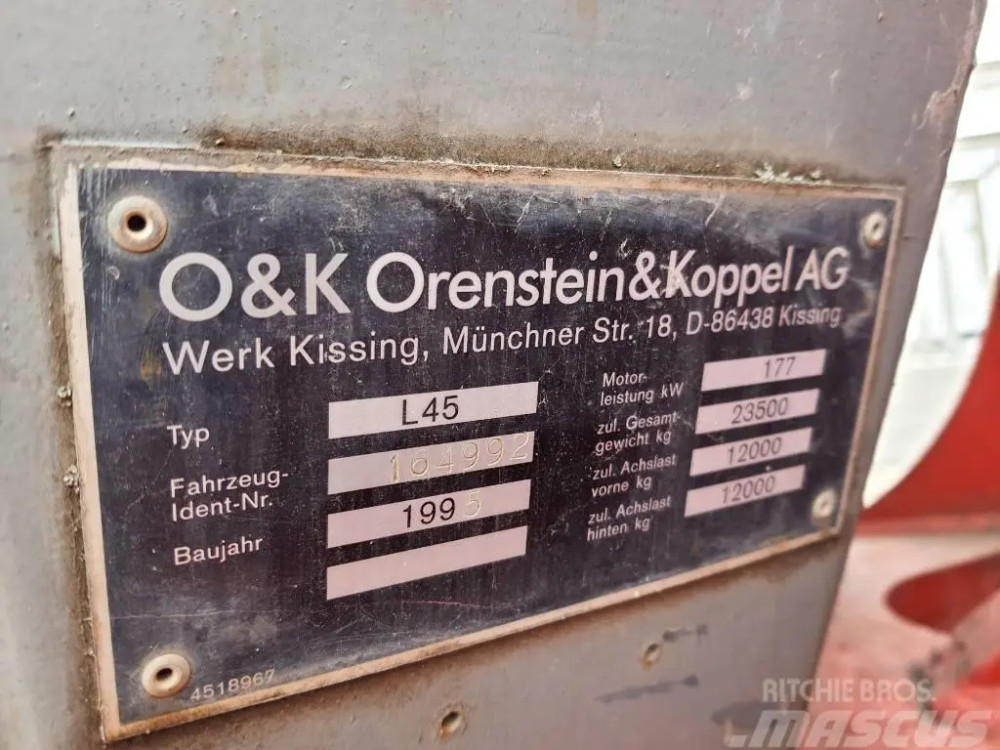 O&K Orenstein&Koppel AG
Werk Kissing, Münchner Str. 18, D-86438 Kissing
Typ L45
Fahrzeug-
Ident-Nr. 164992
Baujahr 1995
Motor-
leistung kW 177
zul. Gesamt-
gewicht kg 23500
zul. Achslast
vorne kg 12000
zul. Achslast
hinten kg 12000
4518967
RITCHIE BROS.
MASCUS